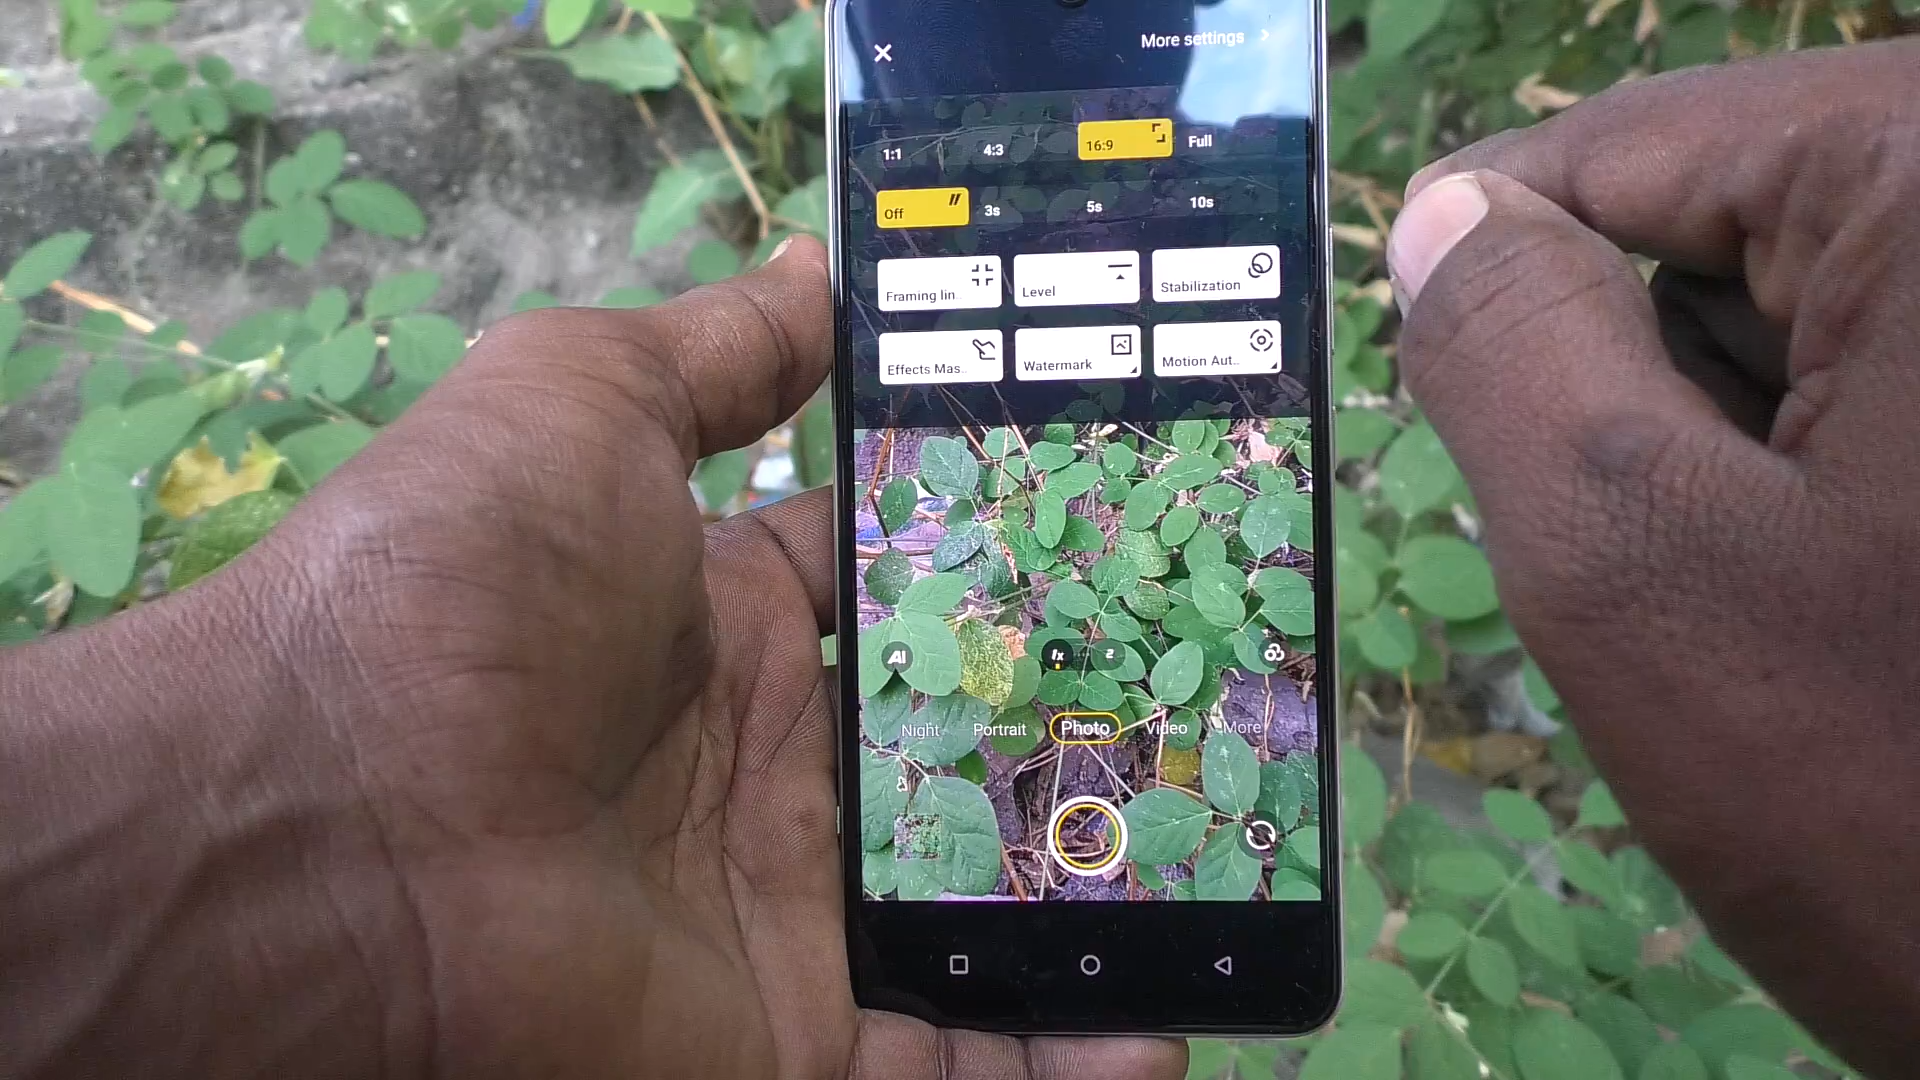 More settings
1:1 4:3 16:9 Full
Off 3s 5s 10s
Framing lin.. Level Stabilization
Effects Mas.. Watermark Motion Aut..
AI 1x 2
Night Portrait Photo Video More